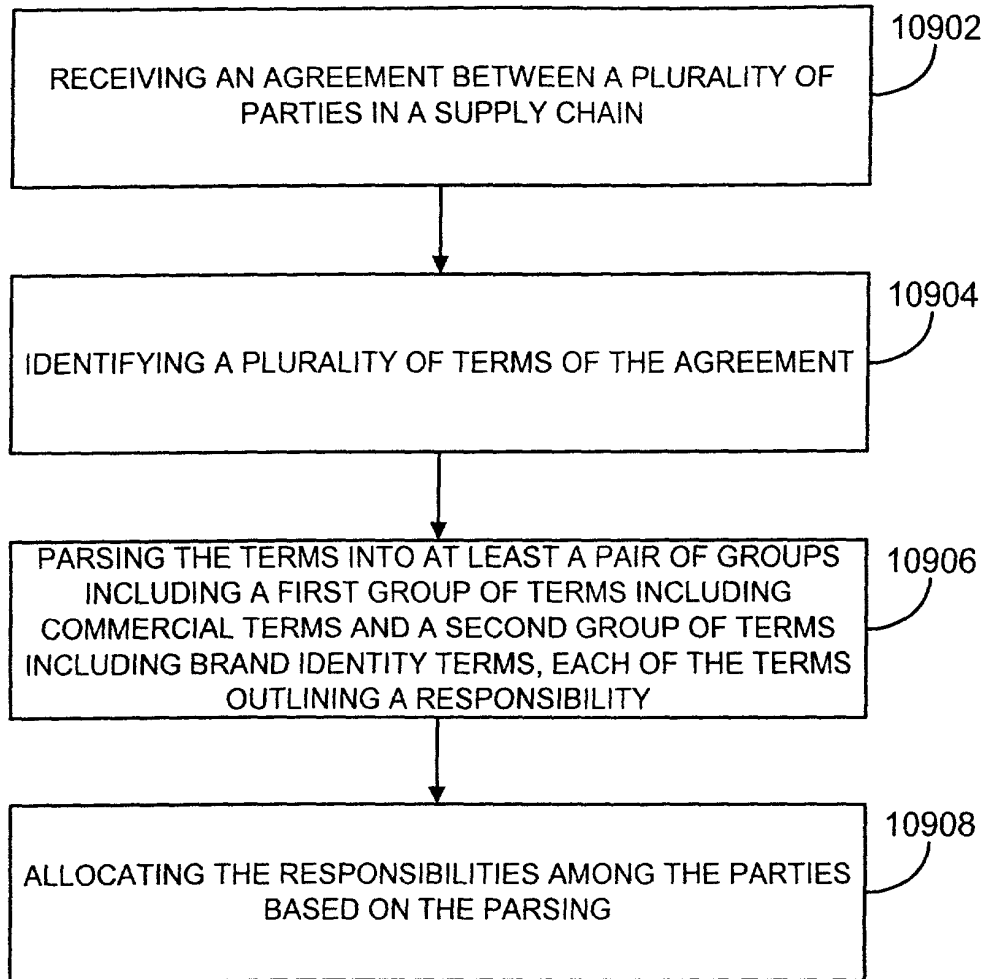 10902
RECEIVING AN AGREEMENT BETWEEN A PLURALITY OF
PARTIES IN A SUPPLY CHAIN
10904
IDENTIFYING A PLURALITY OF TERMS OF THE AGREEMENT
10906
PARSING THE TERMS INTO AT LEAST A PAIR OF GROUPS
INCLUDING A FIRST GROUP OF TERMS INCLUDING
COMMERCIAL TERMS AND A SECOND GROUP OF TERMS
INCLUDING BRAND IDENTITY TERMS, EACH OF THE TERMS
OUTLINING A RESPONSIBILITY
10908
ALLOCATING THE RESPONSIBILITIES AMONG THE PARTIES
BASED ON THE PARSING